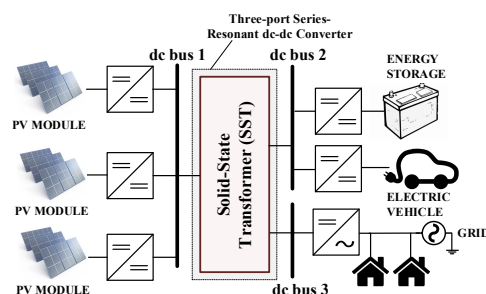 Three-port Series-
Resonant dc-dc Converter
dc bus 1
dc bus 2
ENERGY
STORAGE
PV MODULE
Solid-State
Transformer (SST)
PV MODULE
ELECTRIC
VEHICLE
GRID
PV MODULE
dc bus 3